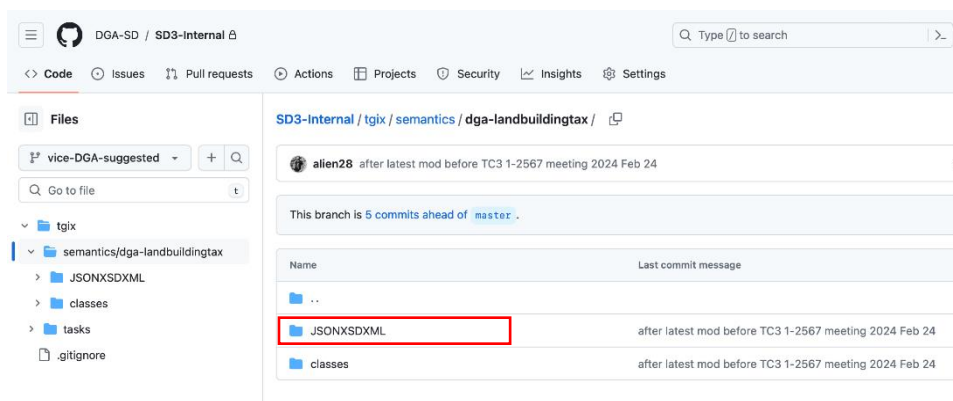 DGA-SD / SD3-Internal
Type / to search
Code Issues Pull requests Actions Projects Security Insights Settings
Files
SD3-Internal / tgix / semantics / dga-landbuildingtax /
vice-DGA-suggested
alien28 after latest mod before TC3 1-2567 meeting 2024 Feb 24
Go to file t
This branch is 5 commits ahead of master .
tgix
semantics/dga-landbuildingtax
JSONXSDXML
classes
tasks
.gitignore
Name Last commit message
..
JSONXSDXML after latest mod before TC3 1-2567 meeting 2024 Feb 24
classes after latest mod before TC3 1-2567 meeting 2024 Feb 24